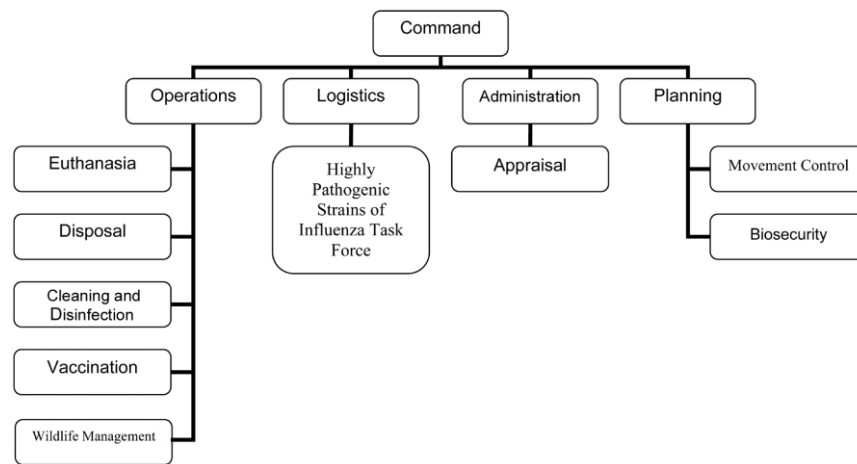 Command
Operations
Logistics
Administration
Planning
Euthanasia
Disposal
Cleaning and
Disinfection
Vaccination
Wildlife Management
Highly
Pathogenic
Strains of
Influenza Task
Force
Appraisal
Movement Control
Biosecurity